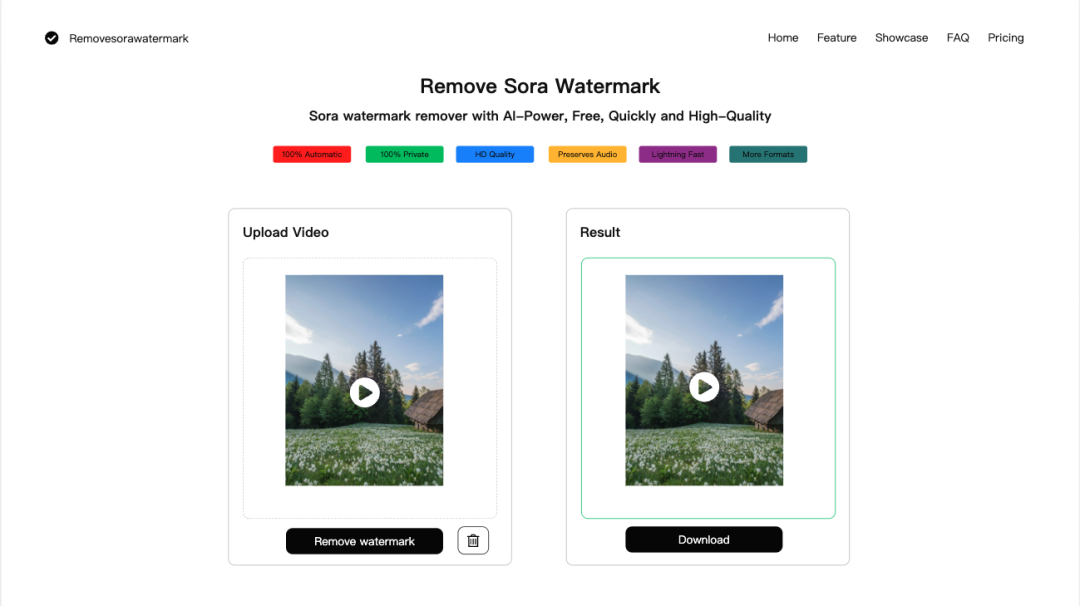 Removesorawatermark
Home Feature Showcase FAQ Pricing
Remove Sora Watermark
Sora watermark remover with AI-Power, Free, Quickly and High-Quality
100% Automatic 100% Private HD Quality Preserves Audio Lightning Fast More Formats
Upload Video
Remove watermark
Result
Download